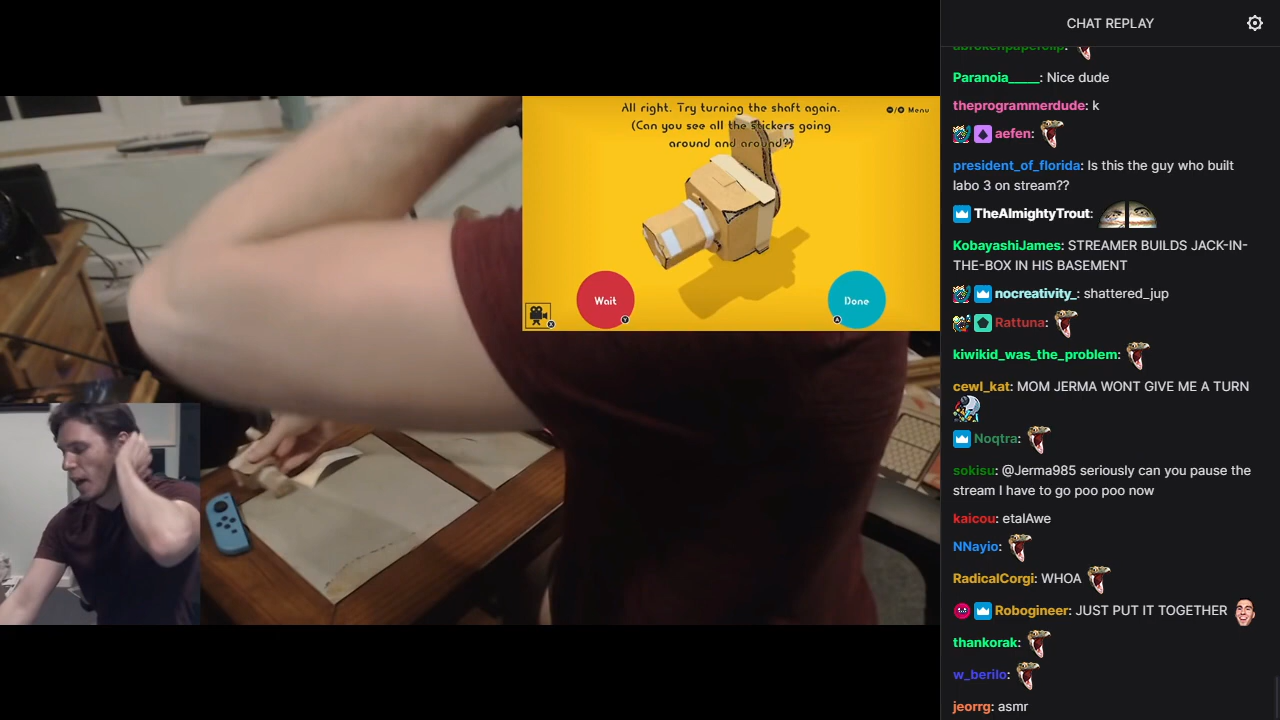 All right. Try turning the shaft again.
(Can you see all the stickers going
around and around?)
Menu
Wait
Y
Done
A
X
CHAT REPLAY
abrokenpaperclip:
Paranoia_____: Nice dude
theprogrammerdude: k
aefen:
president_of_florida: Is this the guy who built
labo 3 on stream??
TheAlmightyTrout:
KobayashiJames: STREAMER BUILDS JACK-IN-
THE-BOX IN HIS BASEMENT
nocreativity_: shattered_jup
Rattuna:
kiwikid_was_the_problem:
cewl_kat: MOM JERMA WONT GIVE ME A TURN
Noqtra:
sokisu: @Jerma985 seriously can you pause the
stream I have to go poo poo now
kaicou: etalAwe
NNayio:
RadicalCorgi: WHOA
Robogineer: JUST PUT IT TOGETHER
thankorak:
w_berilo:
jeorrg: asmr